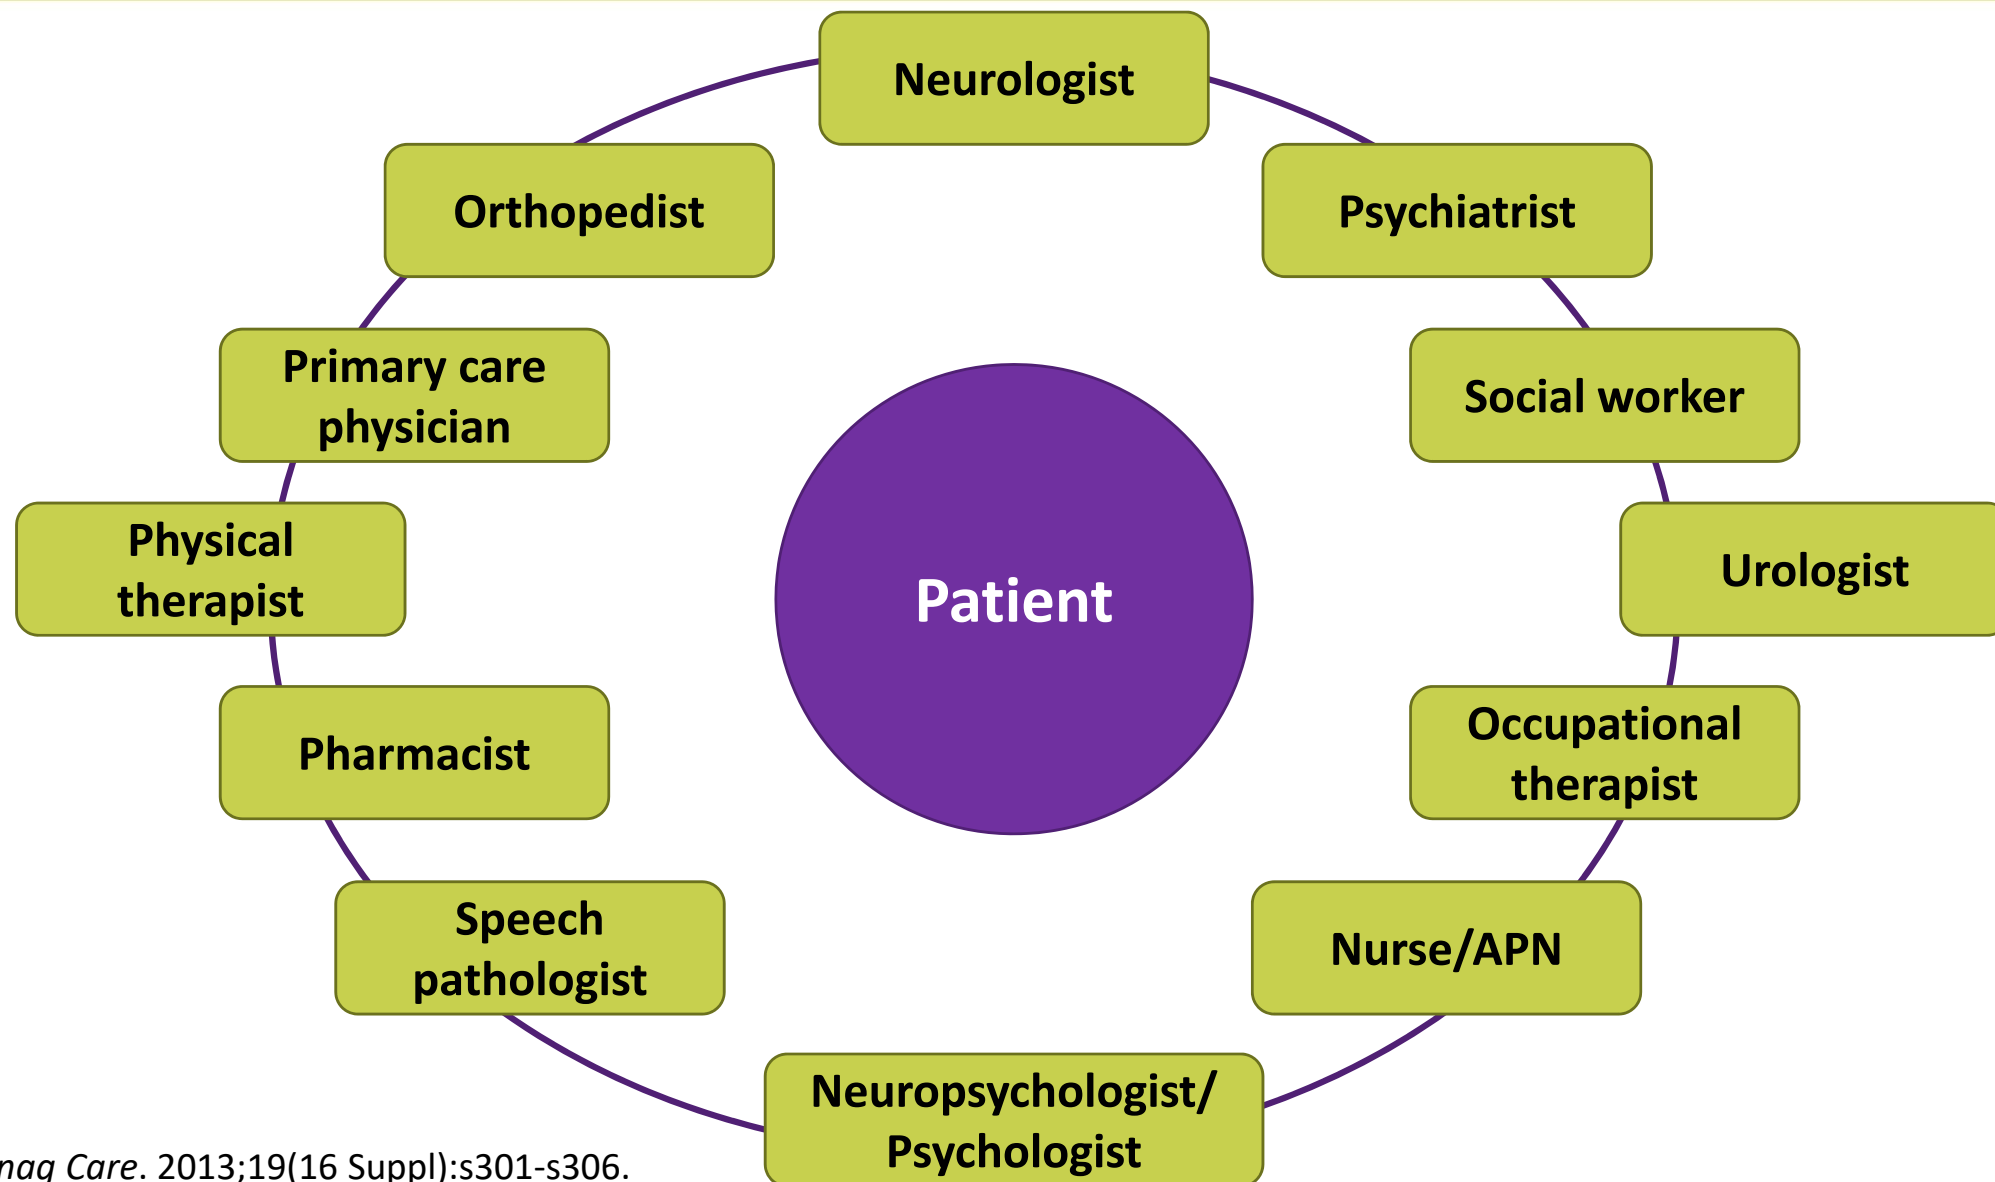 Neurologist
Orthopedist
Psychiatrist
Primary care
physician
Social worker
Physical
therapist
Urologist
Patient
Pharmacist
Occupational
therapist
Speech
pathologist
Nurse/APN
Neuropsychologist/
Psychologist
Care. 2013;19(16 Suppl):s301-s306.